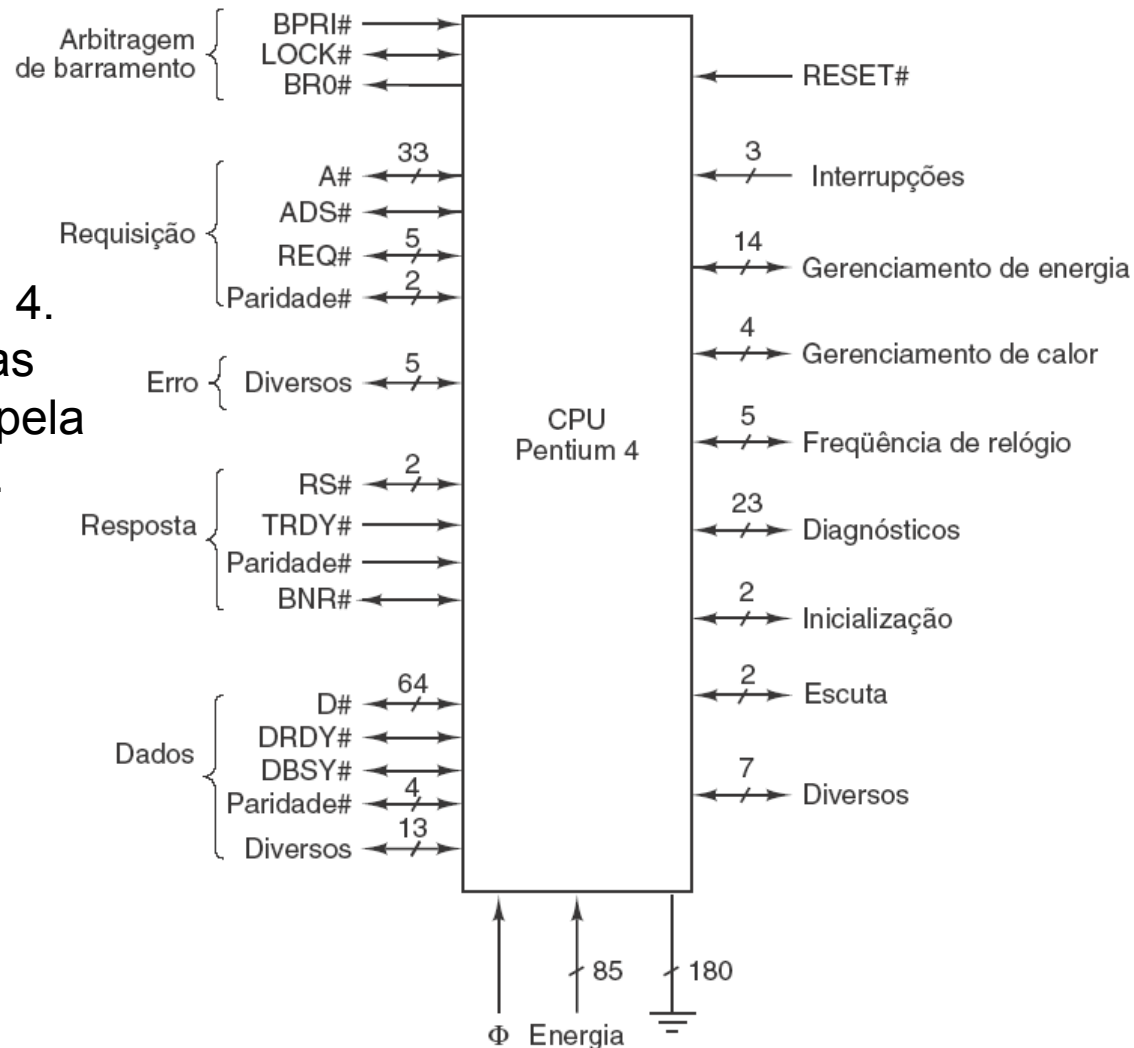 Arbitragem
de barramento
BPRI#
LOCK#
BR0#
Requisição
A# 33
ADS#
REQ# 5
Paridade# 2
4.
as
pela
.
Erro
Diversos 5
Resposta
RS# 2
TRDY#
Paridade#
BNR#
Dados
D# 64
DRDY#
DBSY#
Paridade# 4
Diversos 13
CPU
Pentium 4
RESET#
3 Interrupções
14 Gerenciamento de energia
4 Gerenciamento de calor
5 Freqüência de relógio
23 Diagnósticos
2 Inicialização
2 Escuta
7 Diversos
85
180
Φ Energia